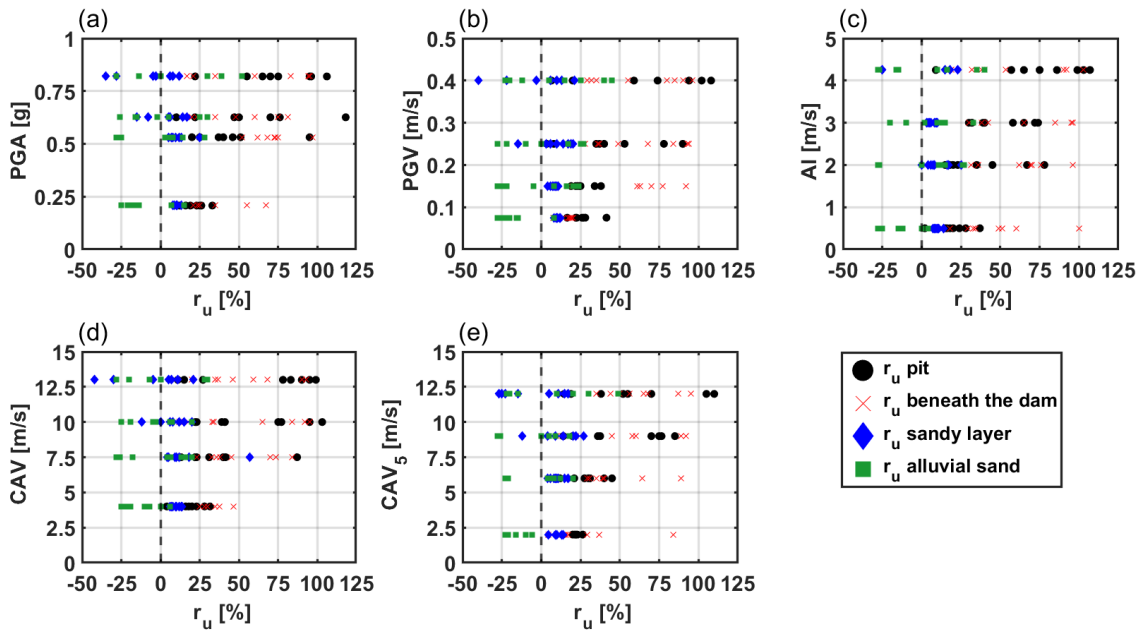 (a)
1
0.75
0.5
0.25
0
PGA [g]
-50 -25 0 25 50 75 100 125
r_u [%]
(b)
0.5
0.4
0.3
0.2
0.1
0
PGV [m/s]
-50 -25 0 25 50 75 100 125
r_u [%]
(c)
5
4
3
2
1
0
AI [m/s]
-50 -25 0 25 50 75 100 125
r_u [%]
(d)
15
12.5
10
7.5
5
2.5
0
CAV [m/s]
-50 -25 0 25 50 75 100 125
r_u [%]
(e)
15
12.5
10
7.5
5
2.5
0
CAV_5 [m/s]
-50 -25 0 25 50 75 100 125
r_u [%]
r_u pit
r_u beneath the dam
r_u sandy layer
r_u alluvial sand